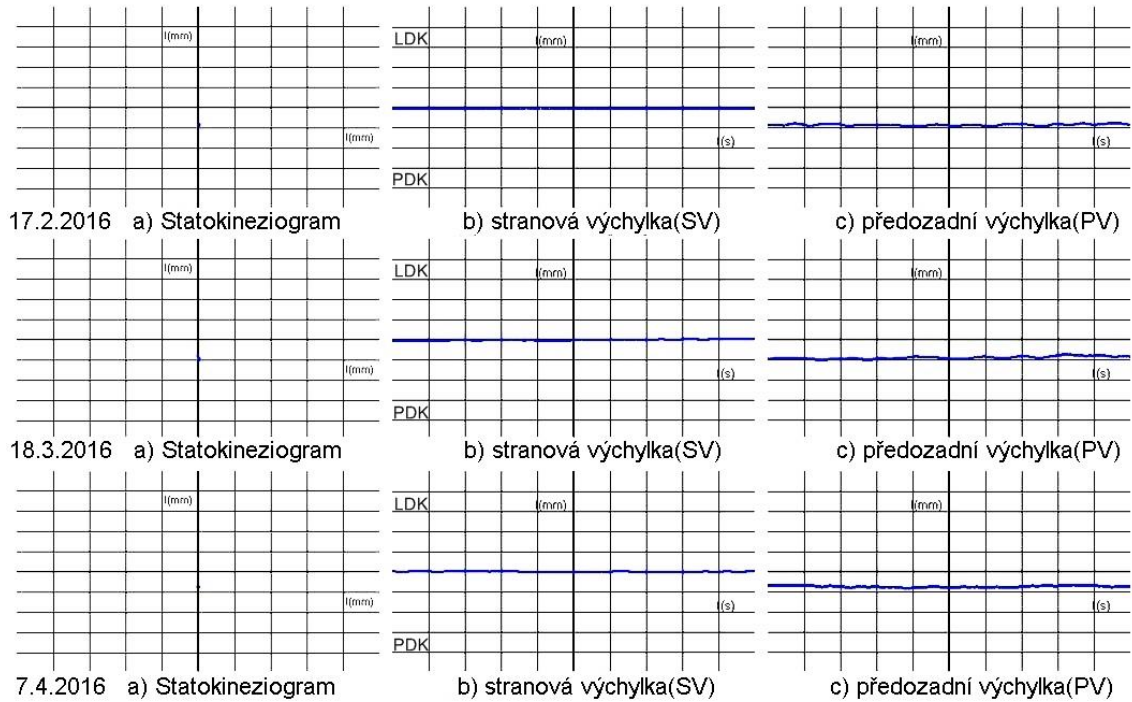 l(mm)
l(mm)
LDK
l(mm)
l(s)
PDK
l(mm)
l(s)
17.2.2016 a) Statokineziogram b) stranová výchylka(SV) c) předozadní výchylka(PV)
l(mm)
l(mm)
LDK
l(mm)
l(s)
PDK
l(mm)
l(s)
18.3.2016 a) Statokineziogram b) stranová výchylka(SV) c) předozadní výchylka(PV)
l(mm)
l(mm)
LDK
l(mm)
l(s)
PDK
l(mm)
l(s)
7.4.2016 a) Statokineziogram b) stranová výchylka(SV) c) předozadní výchylka(PV)